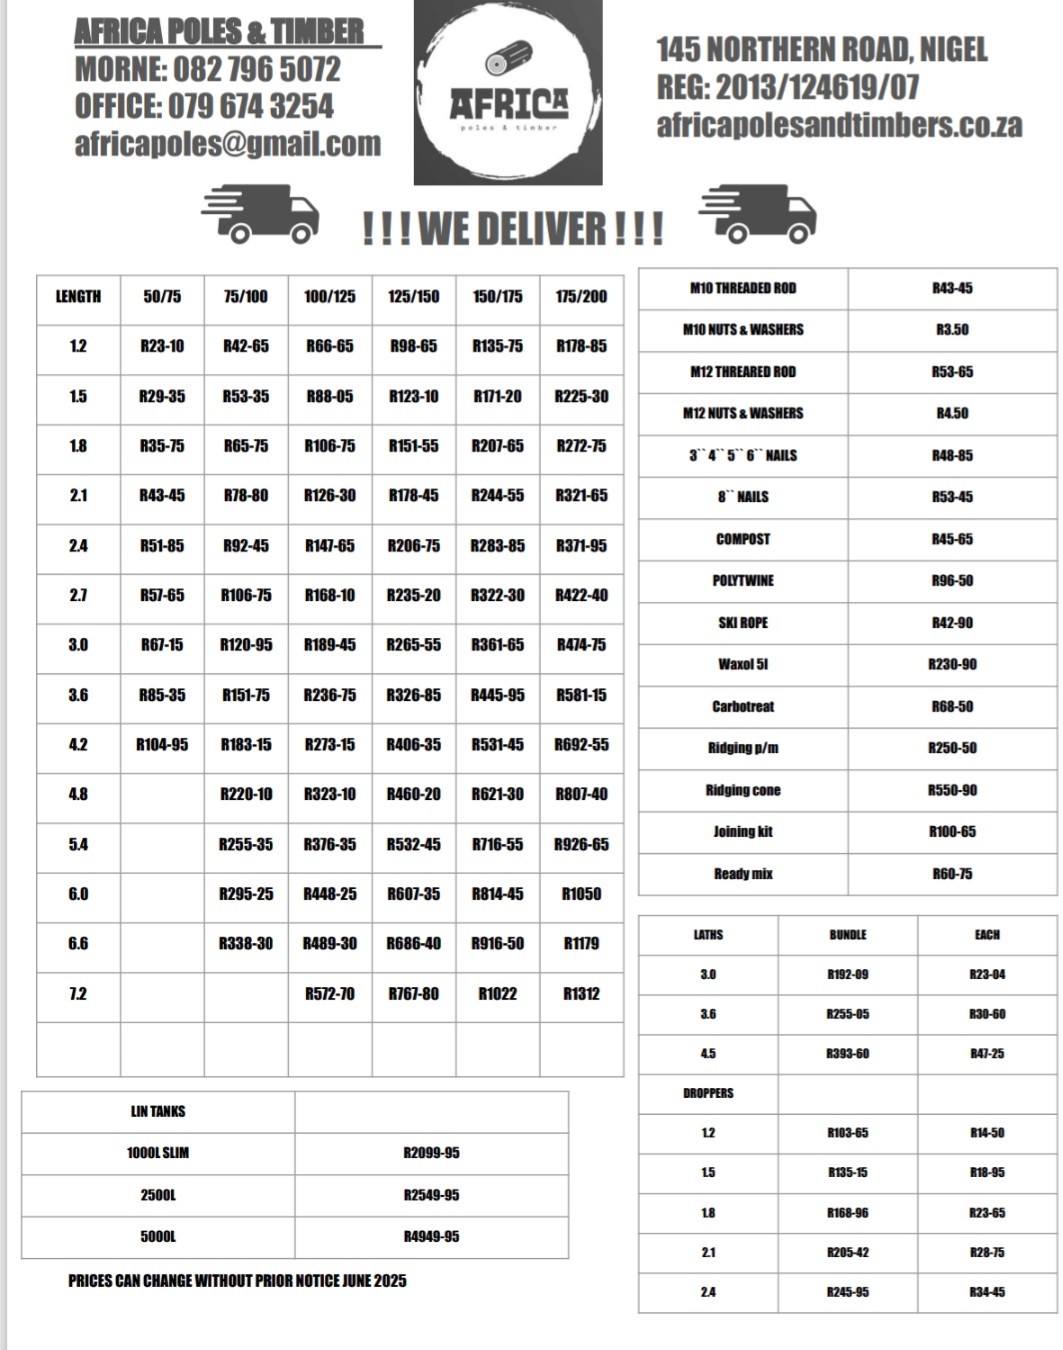 AFRICA POLES & TIMBER
MORNE: 082 796 5072
OFFICE: 079 674 3254
africapoles@gmail.com
AFRICA
poles & timber
145 NORTHERN ROAD, NIGEL
REG: 2013/124619/07
africapolesandtimbers.co.za
!!! WE DELIVER !!!
LENGTH 50/75 75/100 100/125 125/150 150/175 175/200
1.2 R23-10 R42-65 R66-65 R98-65 R135-75 R178-85
1.5 R29-35 R53-35 R88-05 R123-10 R171-20 R225-30
1.8 R35-75 R65-75 R106-75 R151-55 R207-65 R272-75
2.1 R43-45 R78-80 R126-30 R178-45 R244-55 R321-65
2.4 R51-85 R92-45 R147-65 R206-75 R283-85 R371-95
2.7 R57-65 R106-75 R168-10 R235-20 R322-30 R422-40
3.0 R67-15 R120-95 R189-45 R265-55 R361-65 R474-75
3.6 R85-35 R151-75 R236-75 R326-85 R445-95 R581-15
4.2 R104-95 R183-15 R273-15 R406-35 R531-45 R692-55
4.8 R220-10 R323-10 R460-20 R621-30 R807-40
5.4 R255-35 R376-35 R532-45 R716-55 R926-65
6.0 R295-25 R448-25 R607-35 R814-45 R1050
6.6 R338-30 R489-30 R686-40 R916-50 R1179
7.2 R572-70 R767-80 R1022 R1312
M10 THREADED ROD R43-45
M10 NUTS & WASHERS R3.50
M12 THREARED ROD R53-65
M12 NUTS & WASHERS R4.50
3`` 4`` 5`` 6`` NAILS R48-85
8`` NAILS R53-45
COMPOST R45-65
POLYTWINE R96-50
SKI ROPE R42-90
Waxol 5l R230-90
Carbotreat R68-50
Ridging p/m R250-50
Ridging cone R550-90
Joining kit R100-65
Ready mix R60-75
LATHS BUNDLE EACH
3.0 R192-09 R23-04
3.6 R255-05 R30-60
4.5 R393-60 R47-25
DROPPERS
1.2 R103-65 R14-50
1.5 R135-15 R18-95
1.8 R168-96 R23-65
2.1 R205-42 R28-75
2.4 R245-95 R34-45
LIN TANKS
1000L SLIM R2099-95
2500L R2549-95
5000L R4949-95
PRICES CAN CHANGE WITHOUT PRIOR NOTICE JUNE 2025